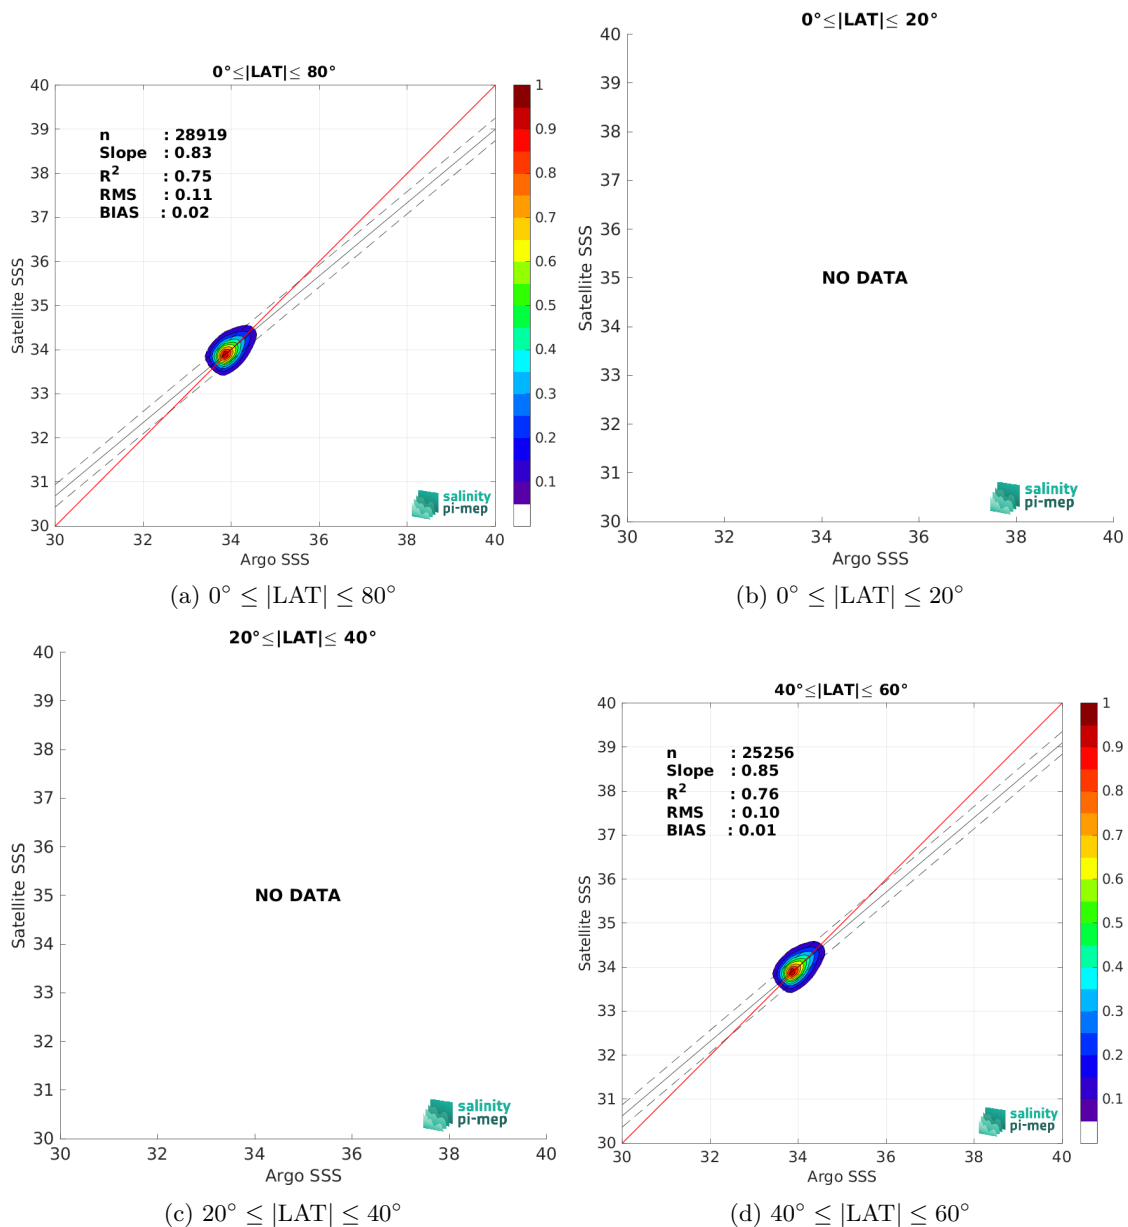 0°≤|LAT|≤ 80°
40
39
38
37
36
35
34
33
32
31
30
Satellite SSS
n : 28919
Slope : 0.83
R² : 0.75
RMS : 0.11
BIAS : 0.02
salinity
pi-mep
30 32 34 36 38 40
Argo SSS
1
0.9
0.8
0.7
0.6
0.5
0.4
0.3
0.2
0.1
(a) 0° ≤ |LAT| ≤ 80°
0°≤|LAT|≤ 20°
40
39
38
37
36
35
34
33
32
31
30
Satellite SSS
NO DATA
salinity
pi-mep
30 32 34 36 38 40
Argo SSS
(b) 0° ≤ |LAT| ≤ 20°
20°≤|LAT|≤ 40°
40
39
38
37
36
35
34
33
32
31
30
Satellite SSS
NO DATA
salinity
pi-mep
30 32 34 36 38 40
Argo SSS
(c) 20° ≤ |LAT| ≤ 40°
40°≤|LAT|≤ 60°
40
39
38
37
36
35
34
33
32
31
30
Satellite SSS
n : 25256
Slope : 0.85
R² : 0.76
RMS : 0.10
BIAS : 0.01
salinity
pi-mep
30 32 34 36 38 40
Argo SSS
1
0.9
0.8
0.7
0.6
0.5
0.4
0.3
0.2
0.1
(d) 40° ≤ |LAT| ≤ 60°